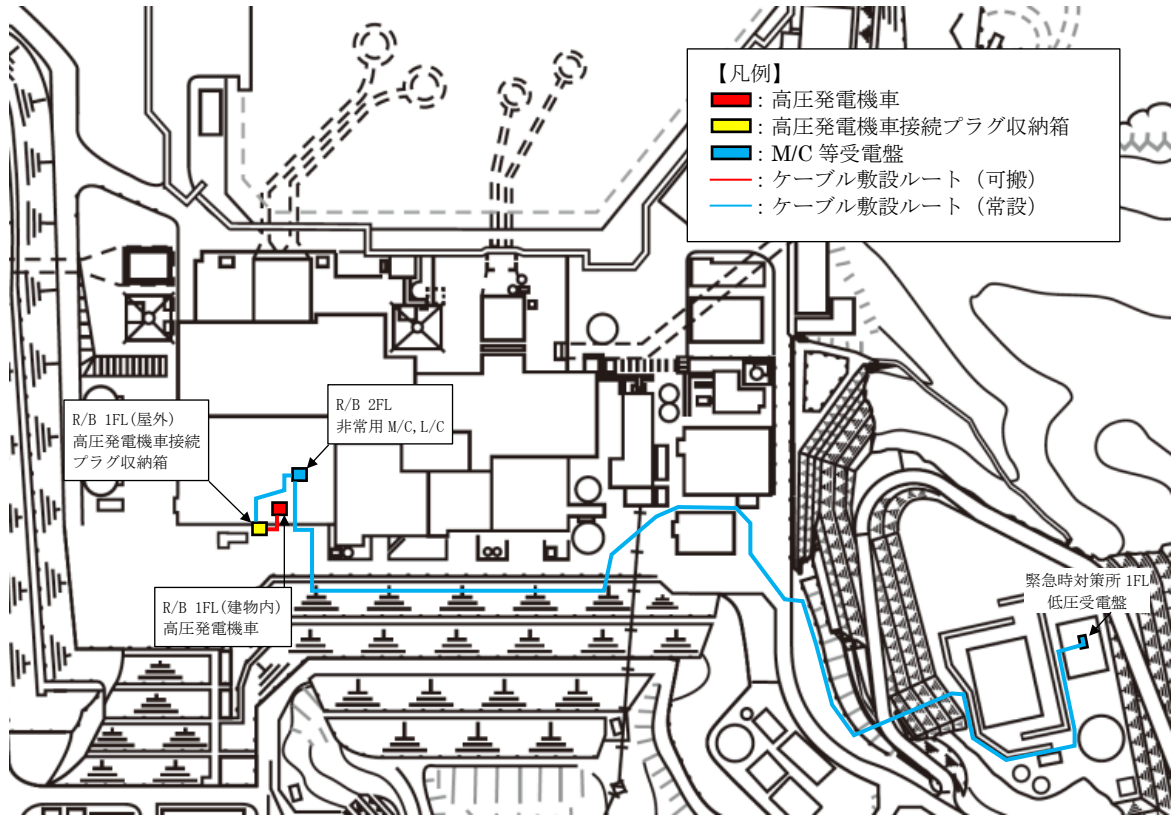 【凡例】
：高圧発電機車
：高圧発電機車接続プラグ収納箱
：M/C 等受電盤
：ケーブル敷設ルート（可搬）
：ケーブル敷設ルート（常設）
R/B 1FL(屋外)
高圧発電機車接続
プラグ収納箱
R/B 2FL
非常用 M/C,L/C
R/B 1FL(建物内)
高圧発電機車
緊急時対策所 1FL
低圧受電盤